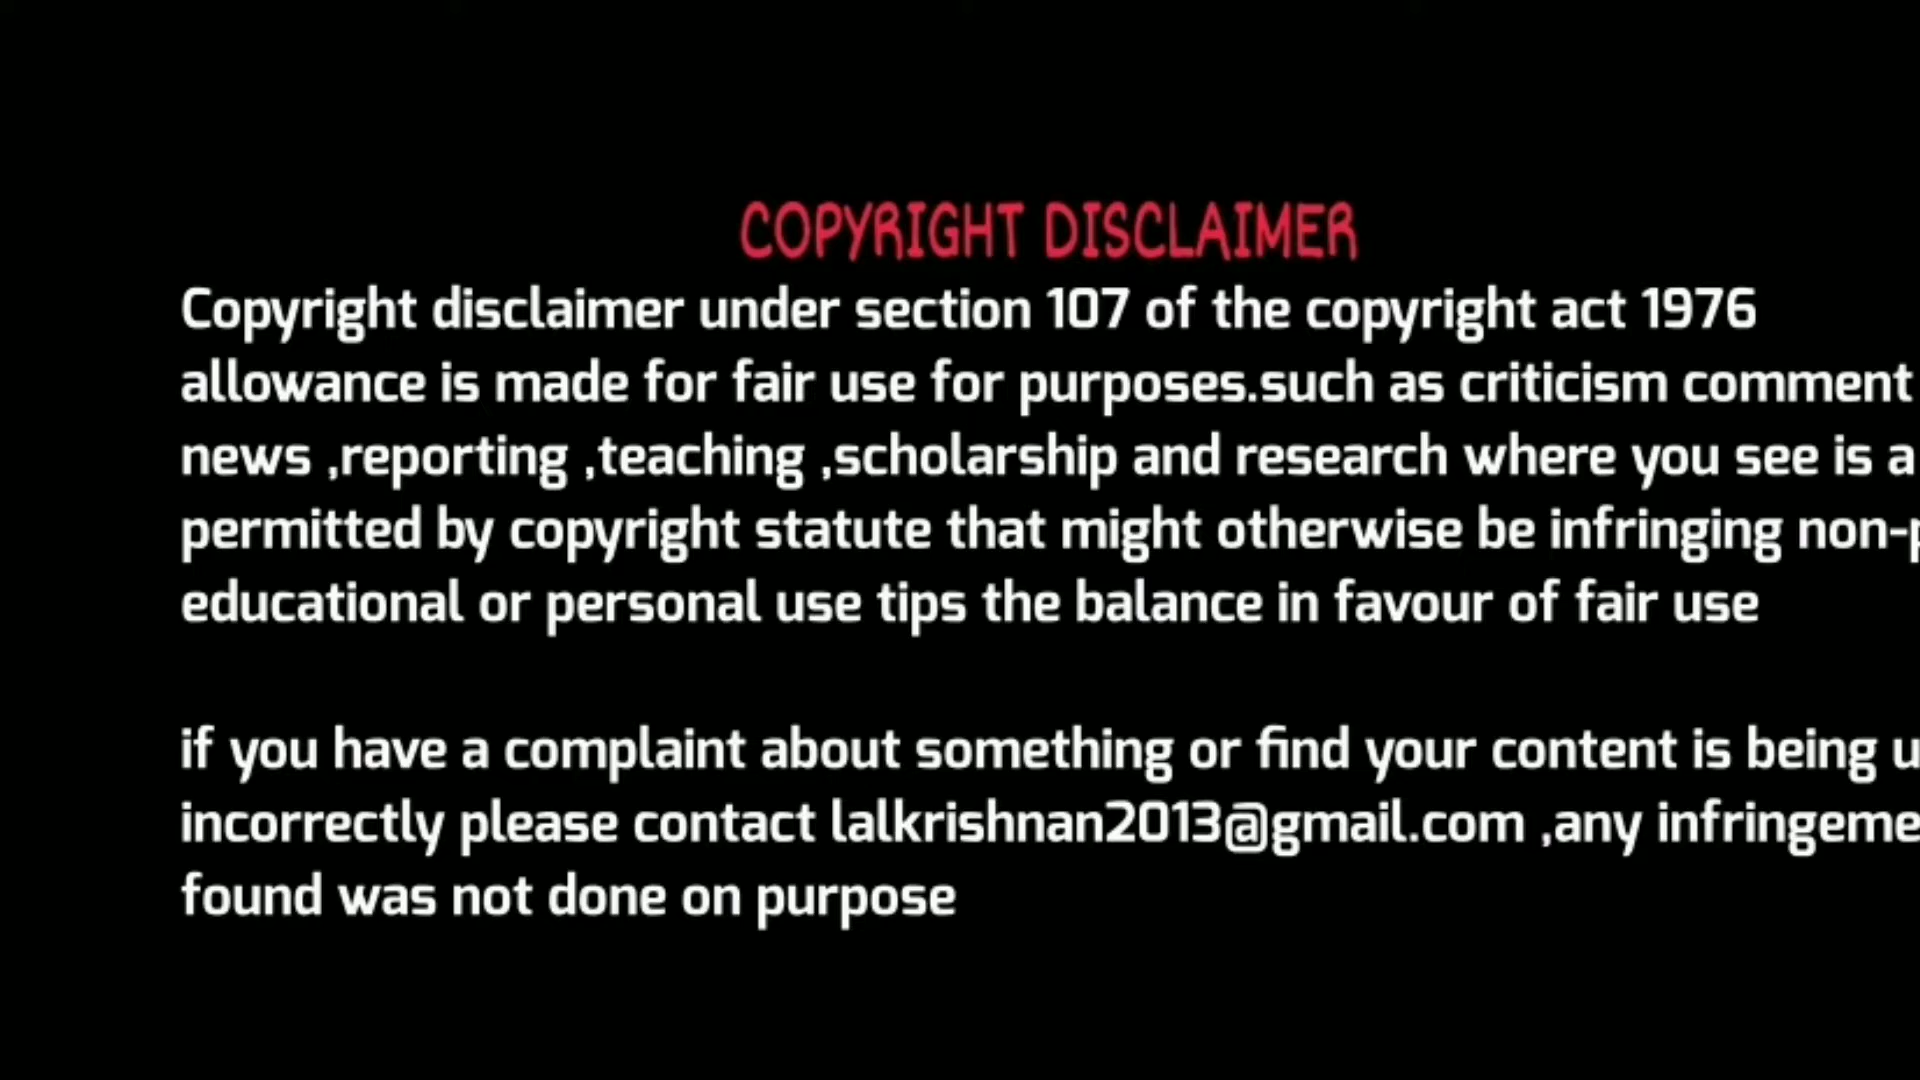 COPYRIGHT DISCLAIMER
Copyright disclaimer under section 107 of the copyright act 1976
allowance is made for fair use for purposes.such as criticism comment
news ,reporting ,teaching ,scholarship and research where you see is a
permitted by copyright statute that might otherwise be infringing
educational or personal use tips the balance in favour of fair use
if you have a complaint about something or find your content is being
incorrectly please contact lalkrishnan2013@gmail.com ,any
found was not done on purpose